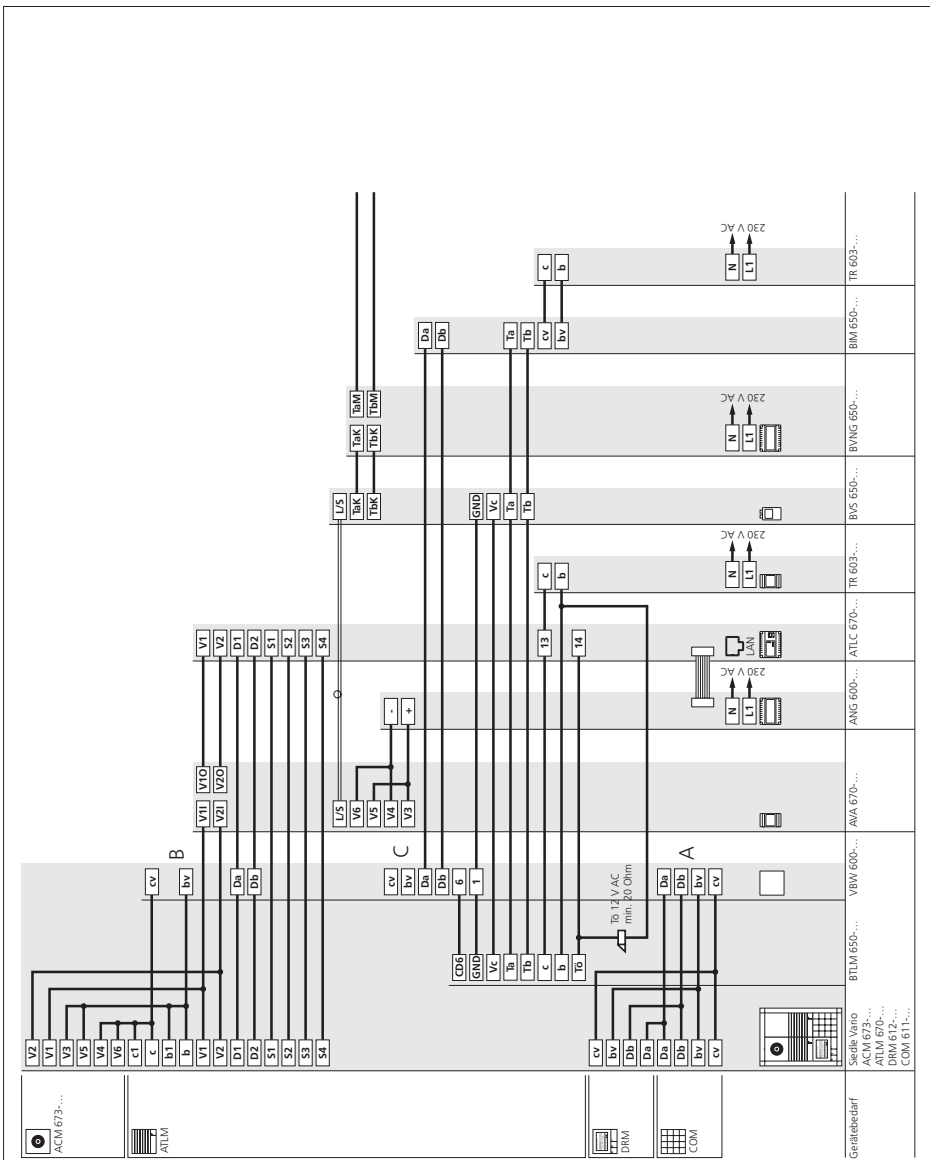 ACM 673-...
ATLM
DRM
COM
Gerätebedarf
V2
V1
V3
V5
V4
V6
c1
c
b1
b
V1
V2
D1
D2
S1
S2
S3
S4
cv
bv
Db
Da
Da
Db
bv
cv
Siedle Vario
ACM 673-...
ATLM 670-...
DRM 612-...
COM 611-...
CD6
GND
Vc
Ta
Tb
c
b
Tö
Tö 12 V AC
min. 20 Ohm
BTLM 650-...
cv
bv
B
Da
Db
cv
bv
Da
Db
6
1
C
Da
Db
bv
cv
A
VBW 600-...
V1I
V2I
V1O
V2O
L/S
V6
V5
V4
V3
AVA 670-...
-
+
N
L1
230 V AC
ANG 600-...
V1
V2
D1
D2
S1
S2
S3
S4
13
14
LAN
ATLC 670-...
c
b
N
L1
230 V AC
TR 603-...
L/S
TaK
TbK
GND
Vc
Ta
Tb
BVS 650-...
TaK
TbK
TaM
TbM
N
L1
230 V AC
BVNG 650-...
Da
Db
Ta
Tb
cv
bv
BIM 650-...
c
b
N
L1
230 V AC
TR 603-...